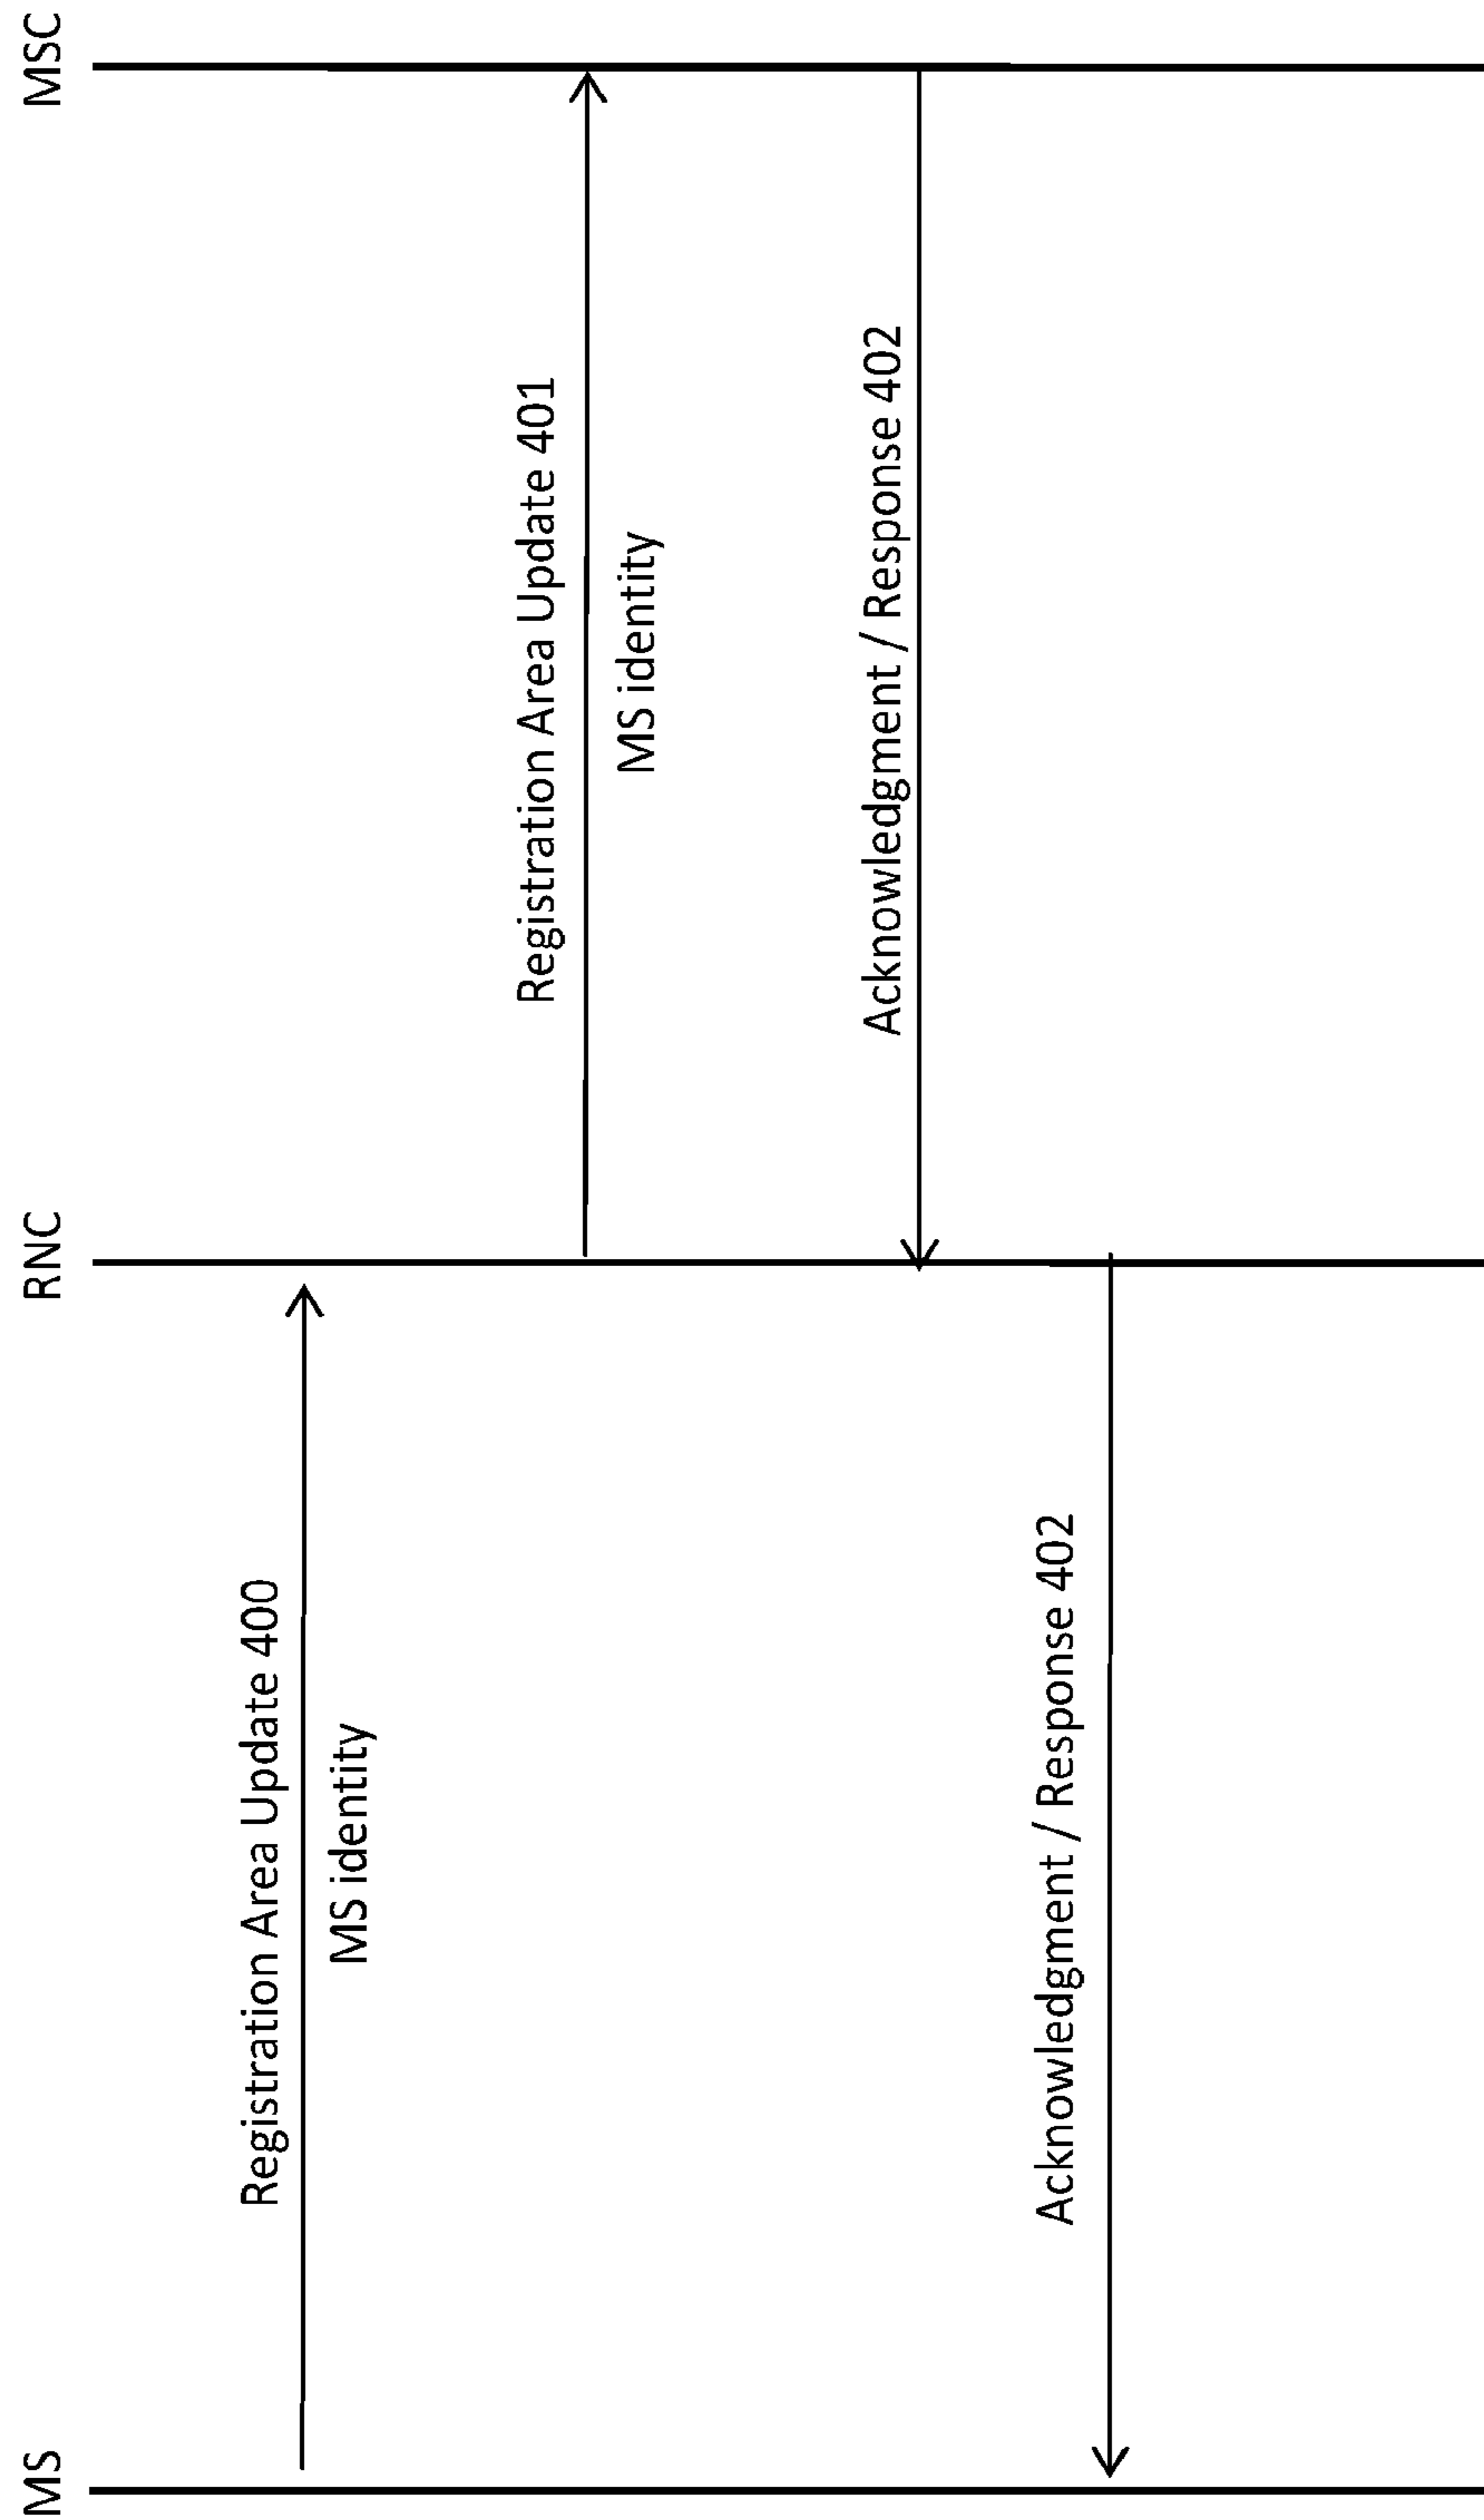 MS
RNC
MSC
Registration Area Update 400
MS identity
Registration Area Update 401
MS identity
Acknowledgment / Response 402
Acknowledgment / Response 402